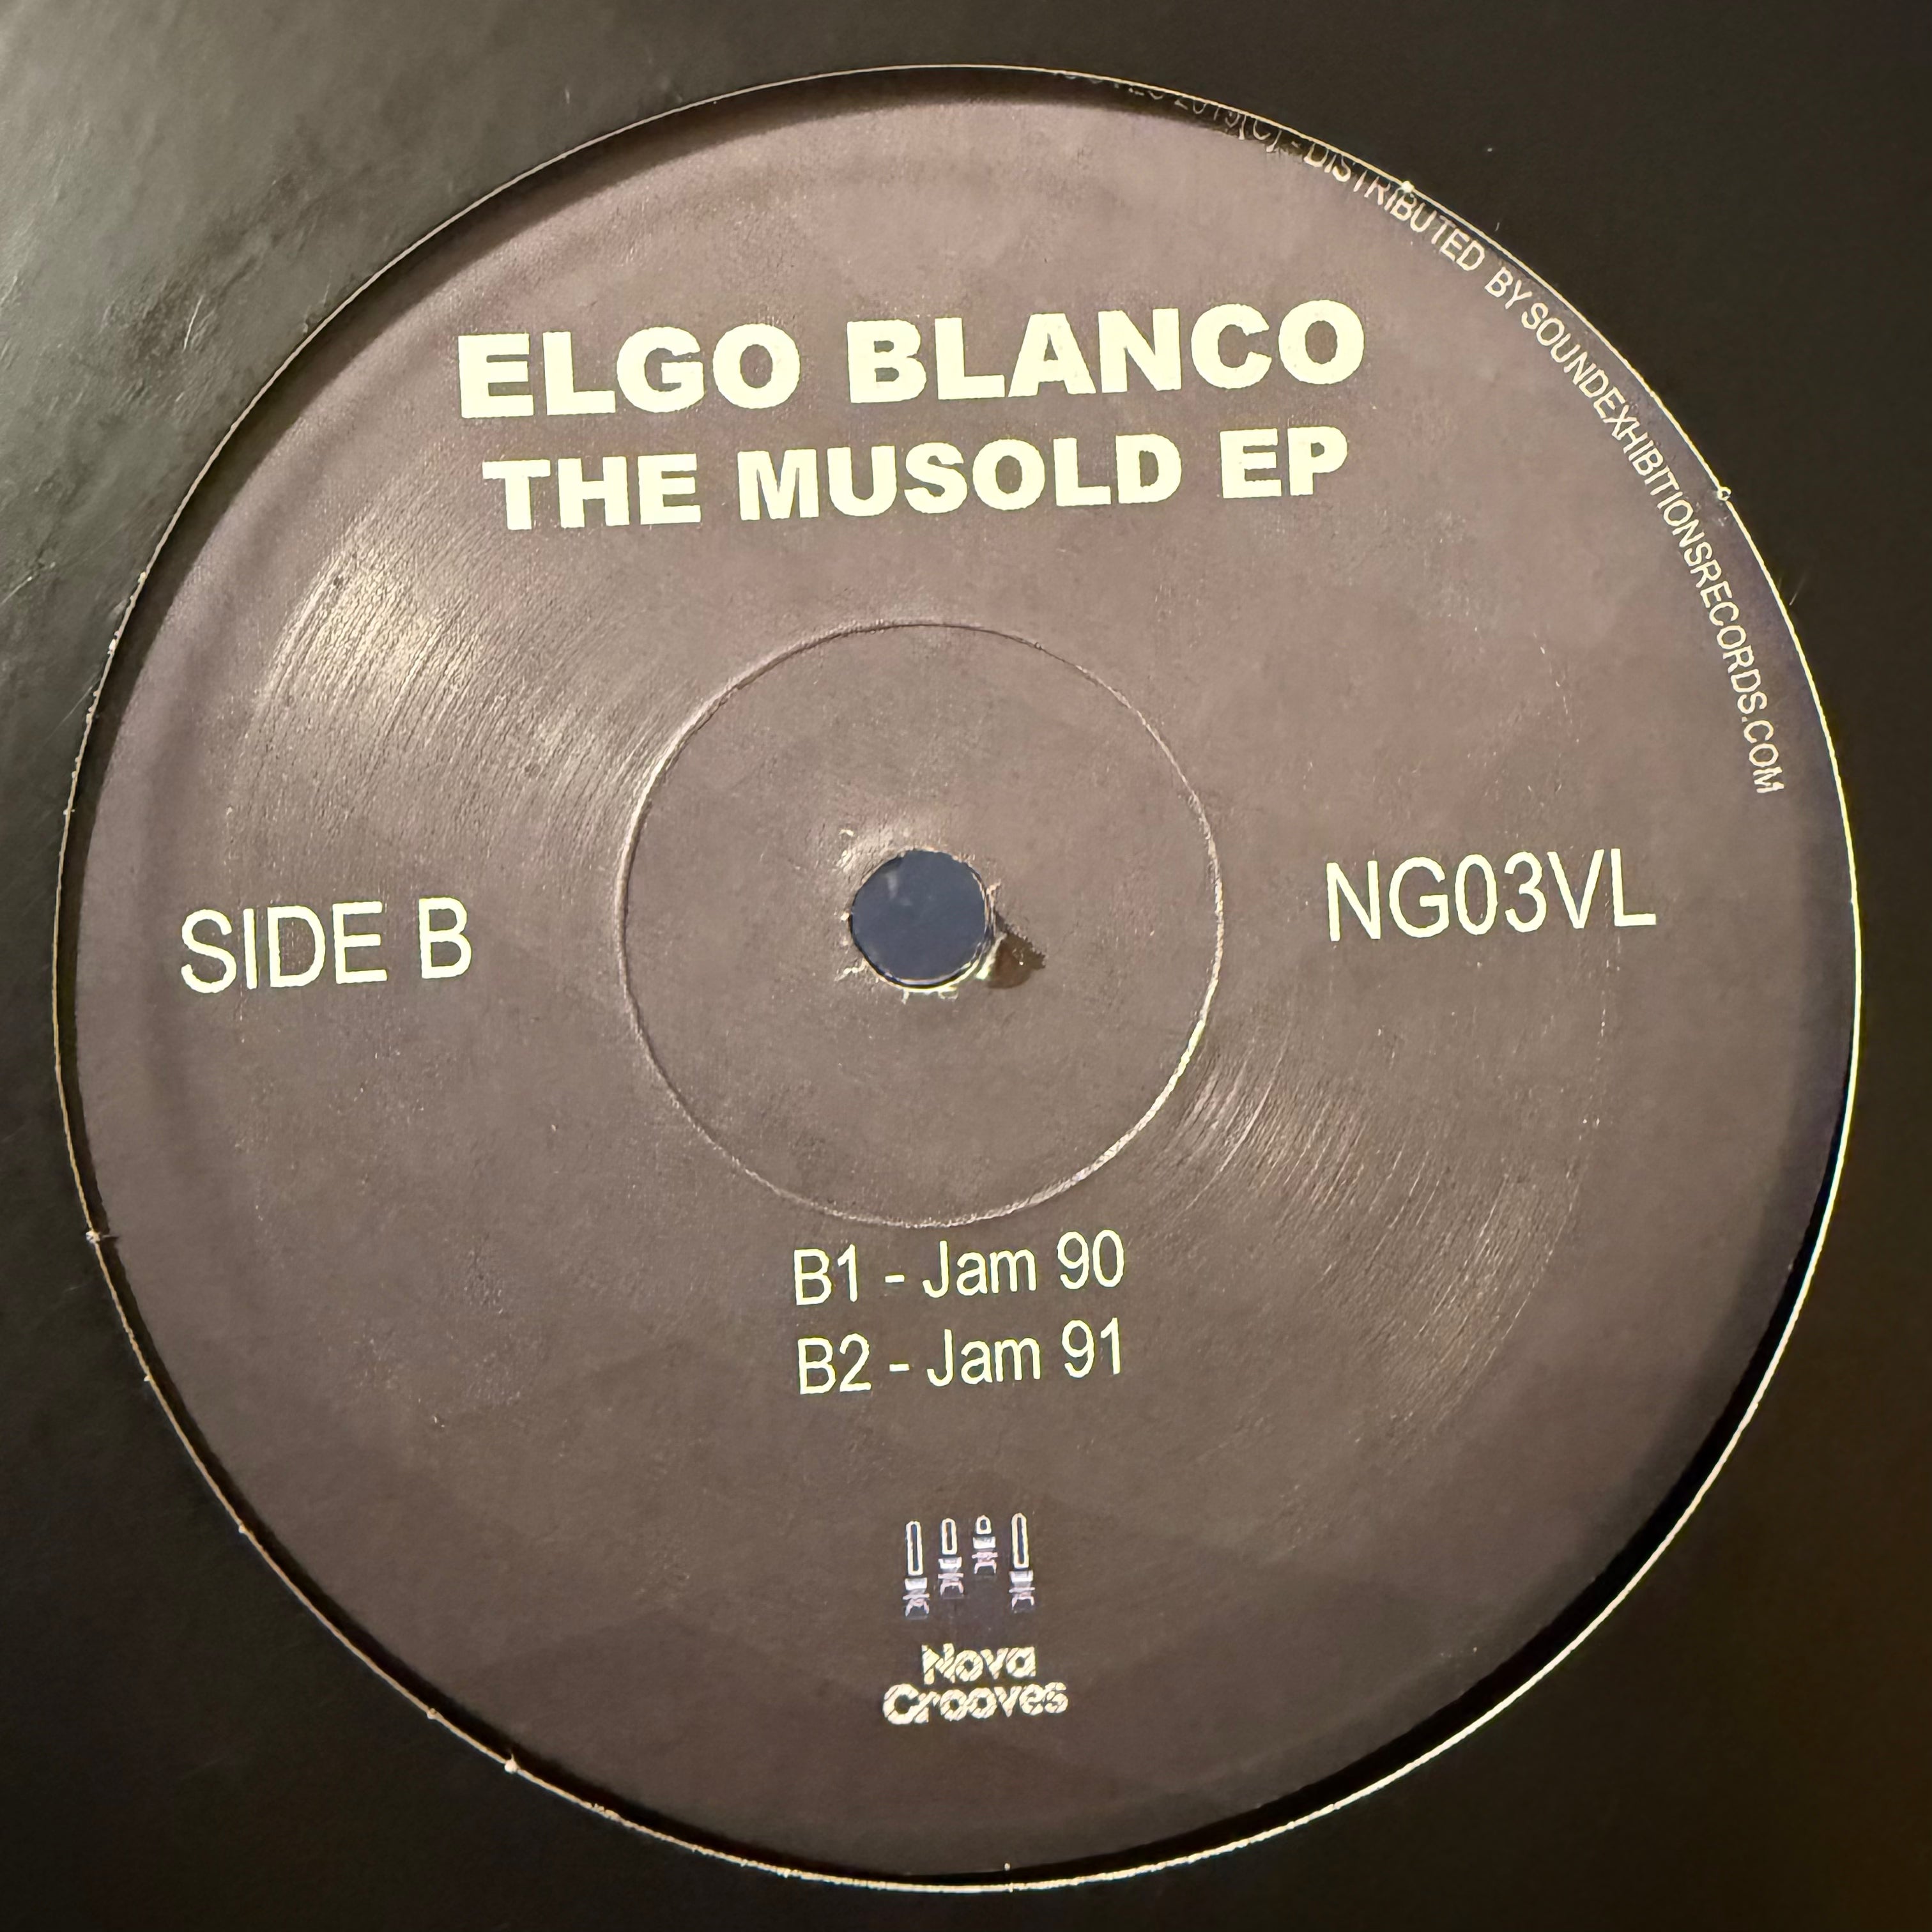 (C) - DISTRIBUTED BY SOUNDEXHIBITIONSRECORDS.COM
ELGO BLANCO
THE MUSOLD EP
SIDE B
NG03VL
B1 - Jam 90
B2 - Jam 91
Nova
Grooves